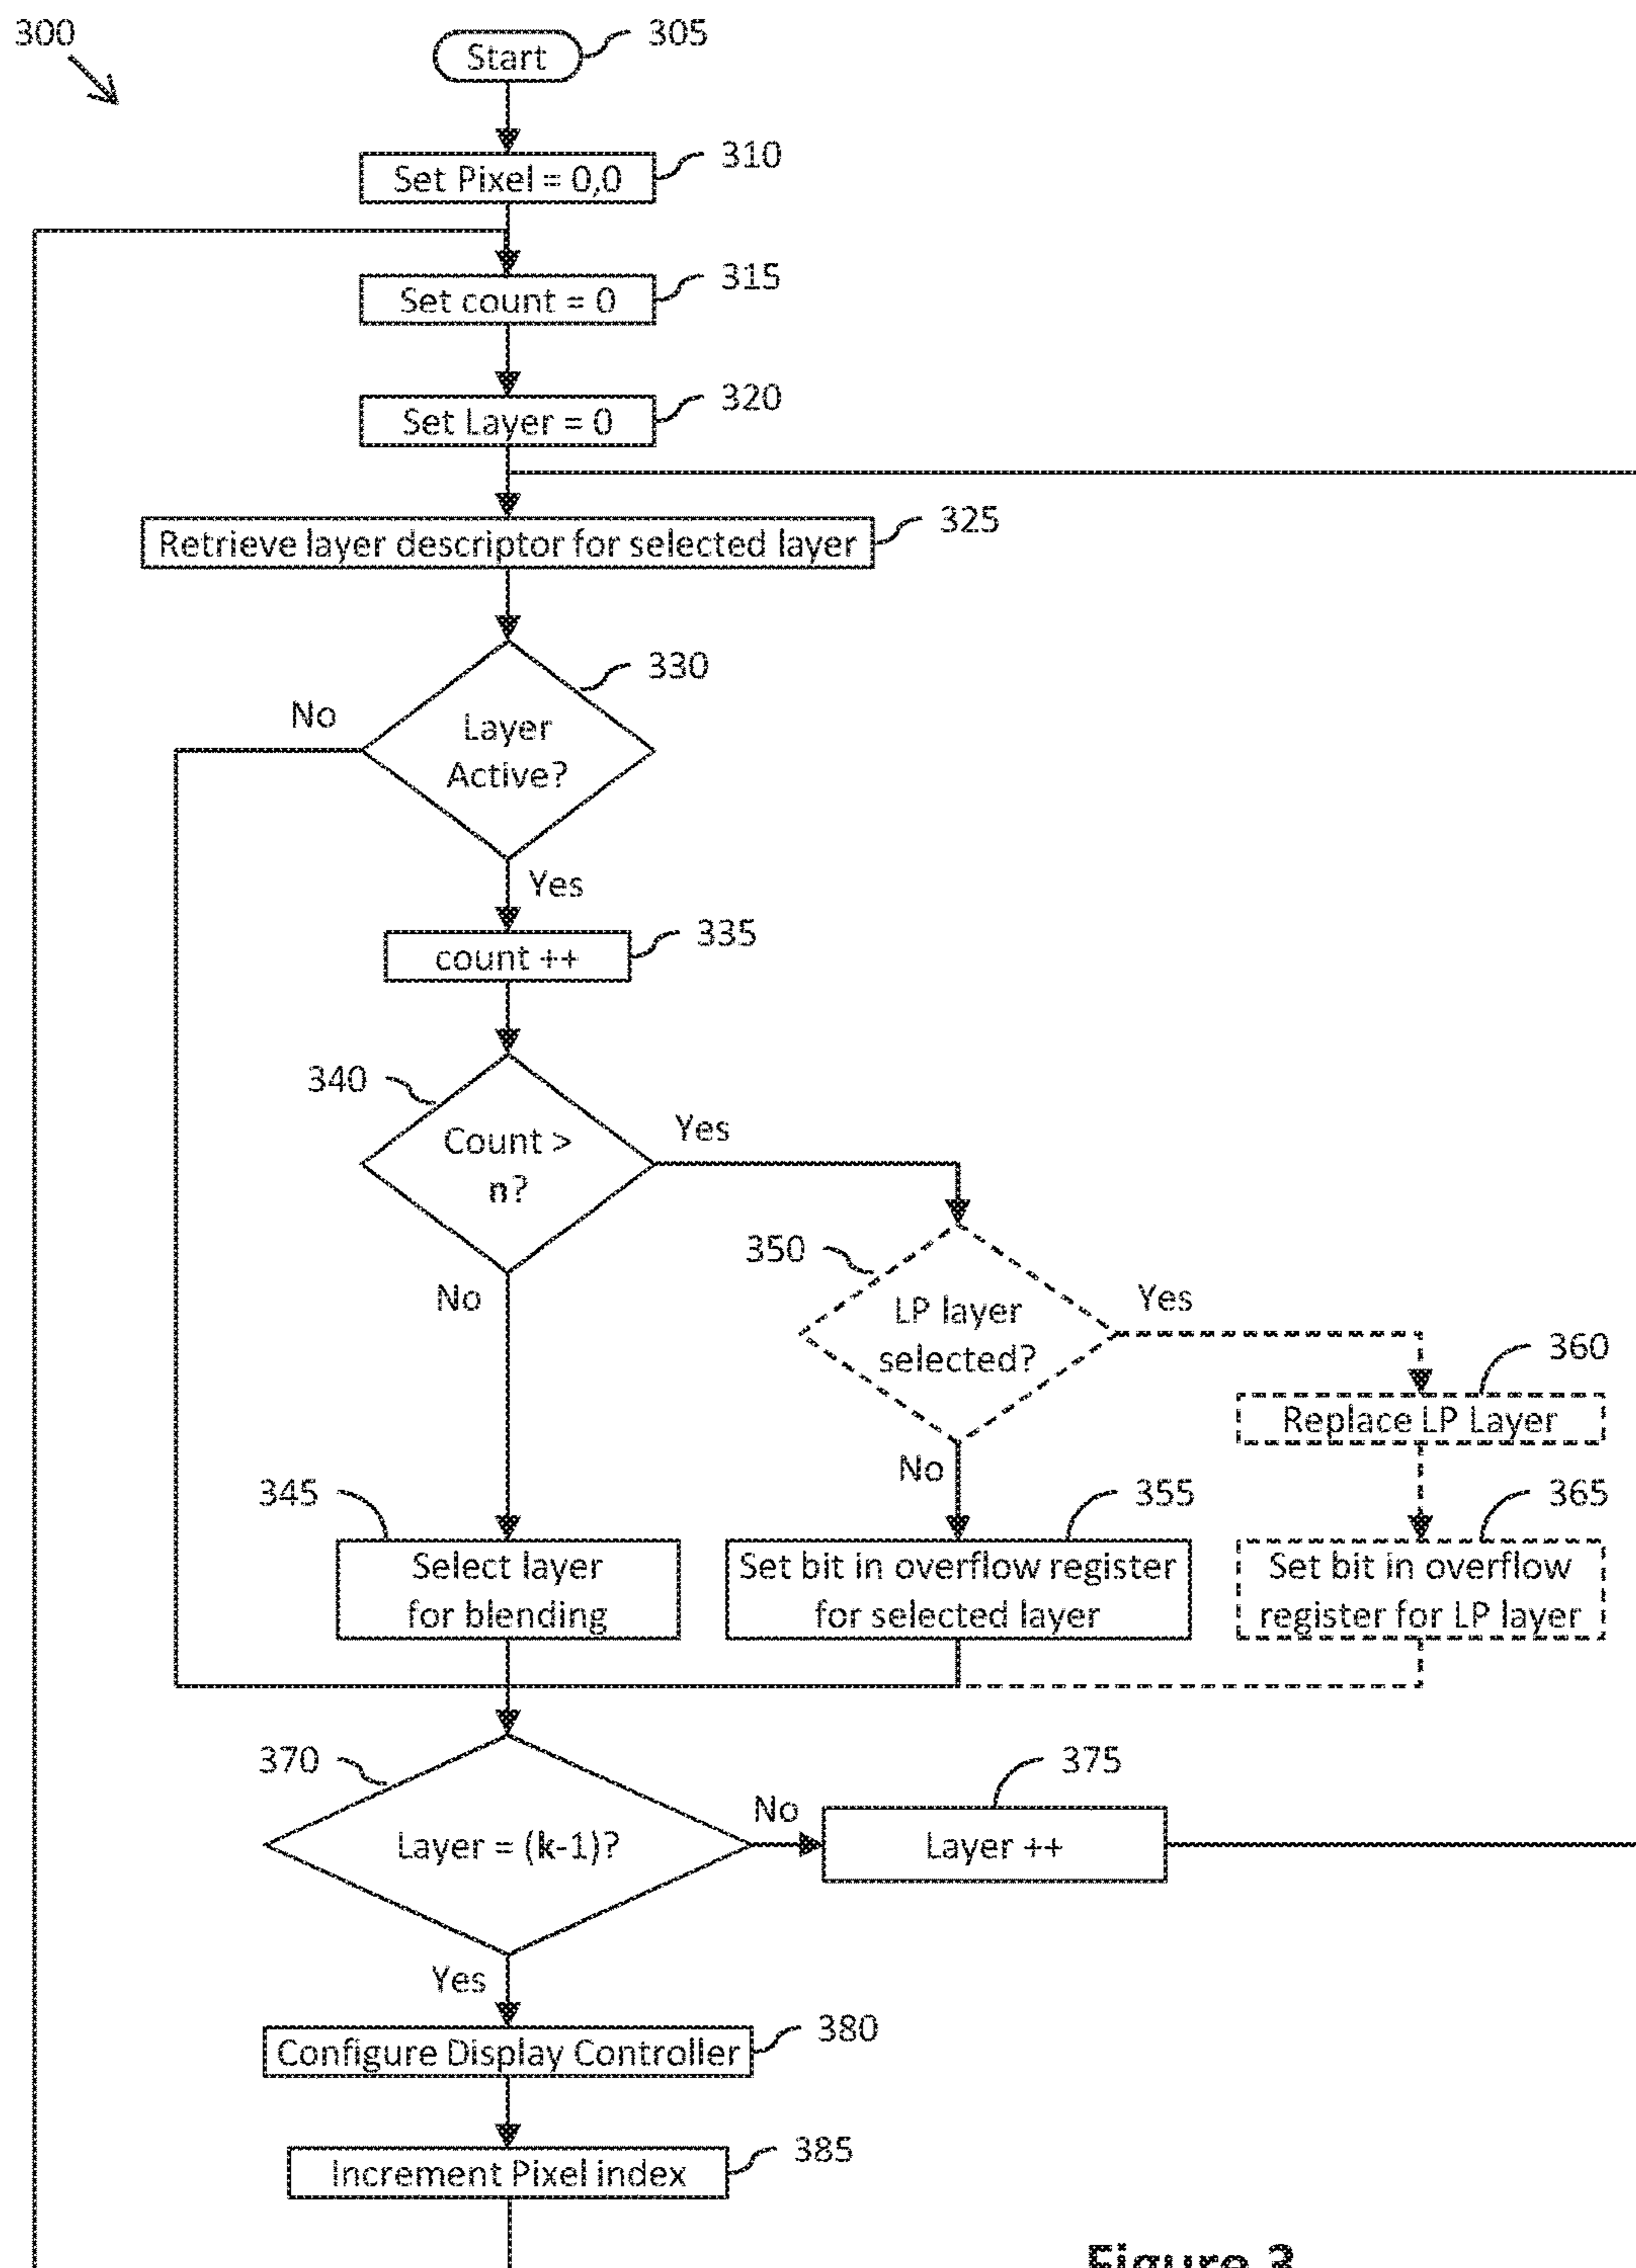 300
Start
305
Set Pixel = 0,0
310
Set count = 0
315
Set Layer = 0
320
Retrieve layer descriptor for selected layer
325
330
No
Layer
Active?
Yes
count ++
335
340
Count >
n?
Yes
No
350
LP layer
selected?
Yes
No
360
Replace LP Layer
345
Select layer
for blending
355
Set bit in overflow register
for selected layer
365
Set bit in overflow
register for LP layer
370
Layer = (k-1)?
No
375
Layer ++
Yes
Configure Display Controller
380
Increment Pixel index
385
Figure 3